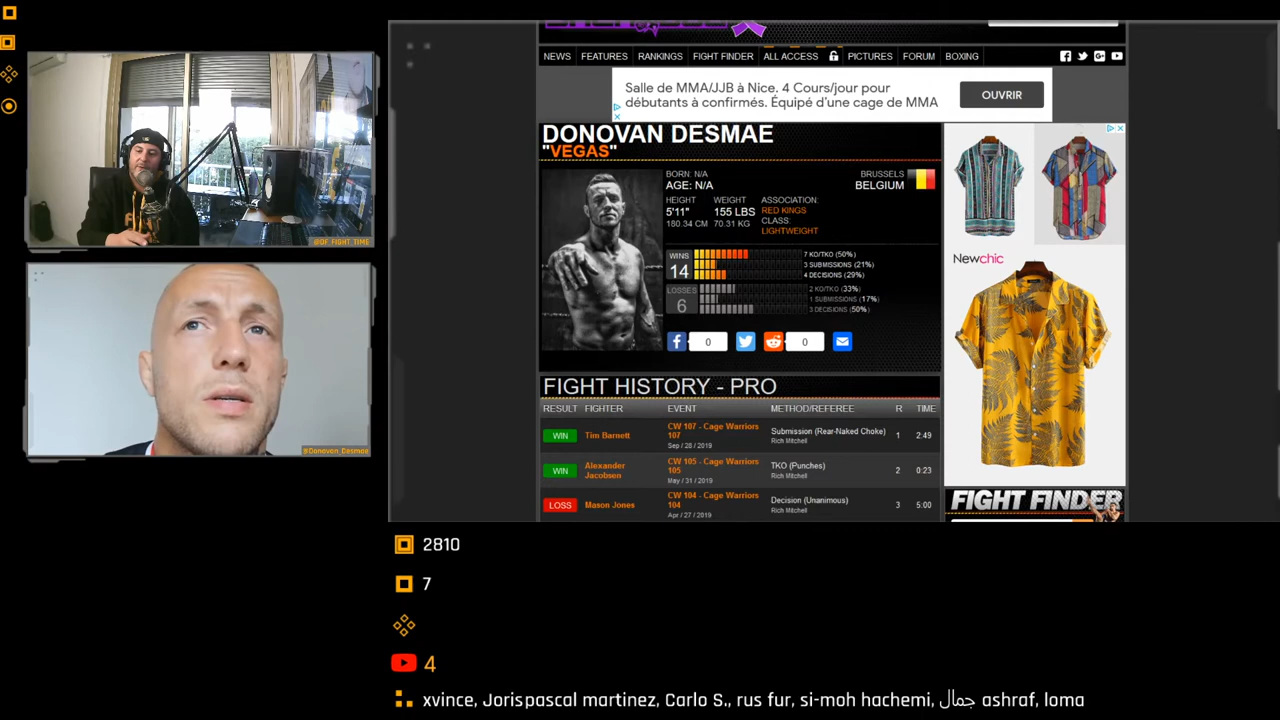 NEWS FEATURES RANKINGS FIGHT FINDER ALL ACCESS PICTURES FORUM BOXING
Salle de MMA/JJB à Nice. 4 Cours/jour pour
débutants à confirmés. Équipé d'une cage de MMA
OUVRIR
DONOVAN DESMAE
"VEGAS"
BORN: N/A
AGE: N/A
BRUSSELS
BELGIUM
HEIGHT
5'11"
180.34 CM
WEIGHT
155 LBS
70.31 KG
ASSOCIATION:
RED KINGS
CLASS:
LIGHTWEIGHT
WINS
14
7 KO/TKO (50%)
3 SUBMISSIONS (21%)
4 DECISIONS (29%)
LOSSES
6
2 KO/TKO (33%)
1 SUBMISSIONS (17%)
3 DECISIONS (50%)
0
0
FIGHT HISTORY - PRO
RESULT FIGHTER EVENT METHOD/REFEREE R TIME
WIN Tim Barnett CW 107 - Cage Warriors 107 Sep / 28 / 2019 Submission (Rear-Naked Choke) Rich Mitchell 1 2:49
WIN Alexander Jacobsen CW 105 - Cage Warriors 105 May / 31 / 2019 TKO (Punches) Rich Mitchell 2 0:23
LOSS Mason Jones CW 104 - Cage Warriors 104 Apr / 27 / 2019 Decision (Unanimous) Rich Mitchell 3 5:00
Newchic
FIGHT FINDER
@OF_FIGHT_TIME
@Donovan_Desmae
2810
7
4
xvince, Jorispascal martinez, Carlo S., rus fur, si-moh hachemi, جمال ashraf, loma